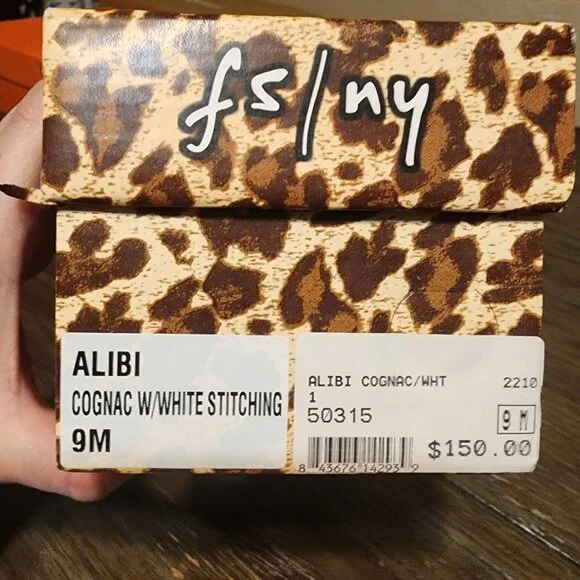 fs/ny
ALIBI
COGNAC W/WHITE STITCHING
9M
ALIBI COGNAC/WHT 2210
1
50315
9 M
$150.00
8 43676 14293 9